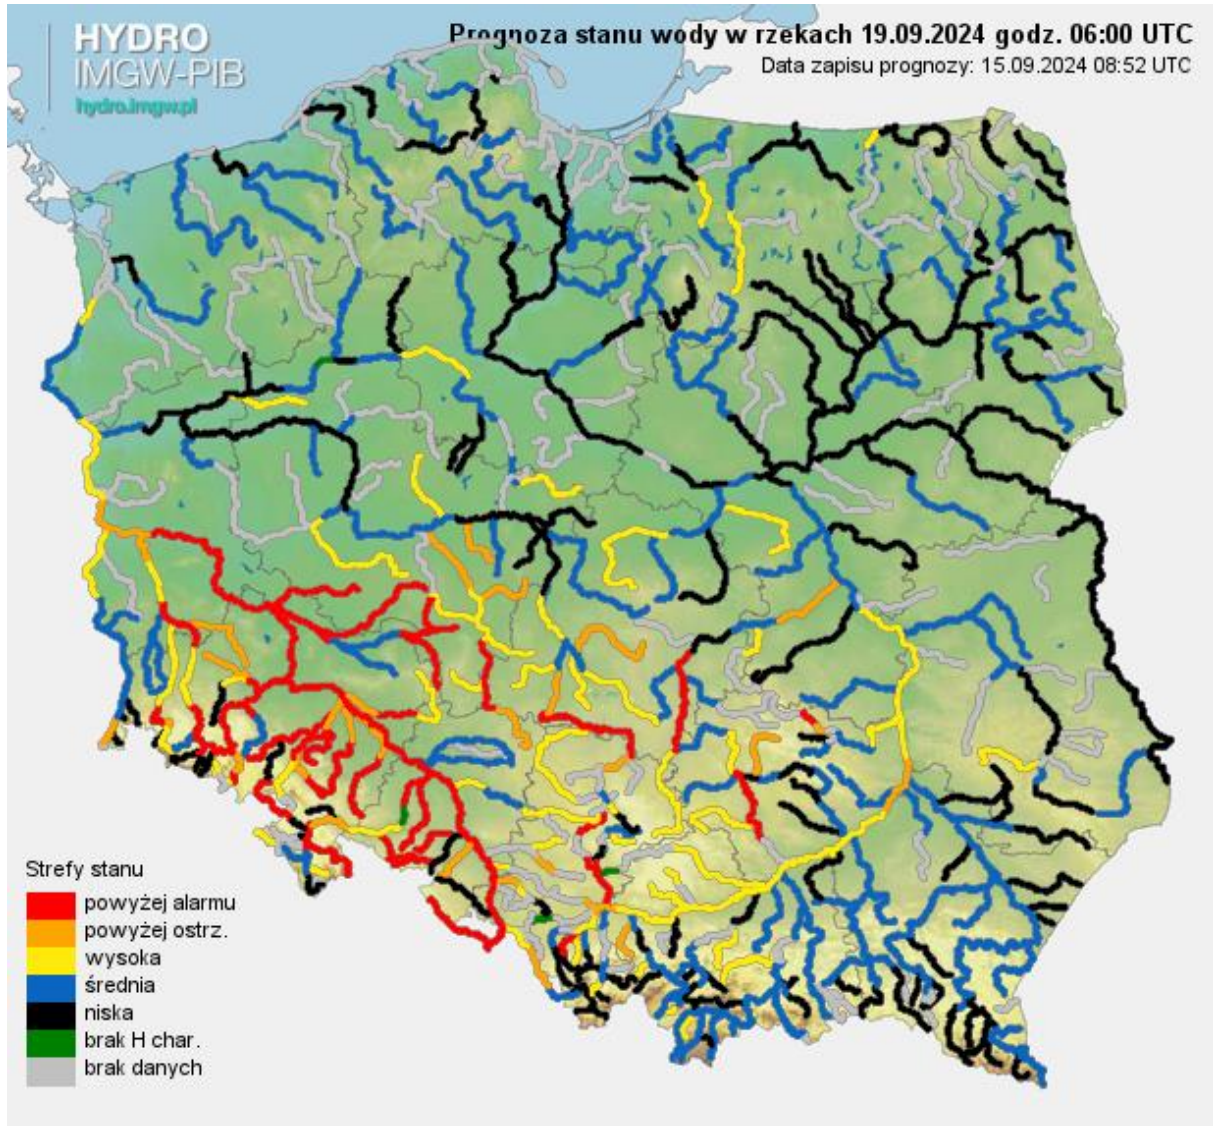 HYDRO
IMGW-PIB
hydro.imgw.pl
Prognoza stanu wody w rzekach 19.09.2024 godz. 06:00 UTC
Data zapisu prognozy: 15.09.2024 08:52 UTC
Strefy stanu
powyżej alarmu
powyżej ostrz.
wysoka
średnia
niska
brak H char.
brak danych